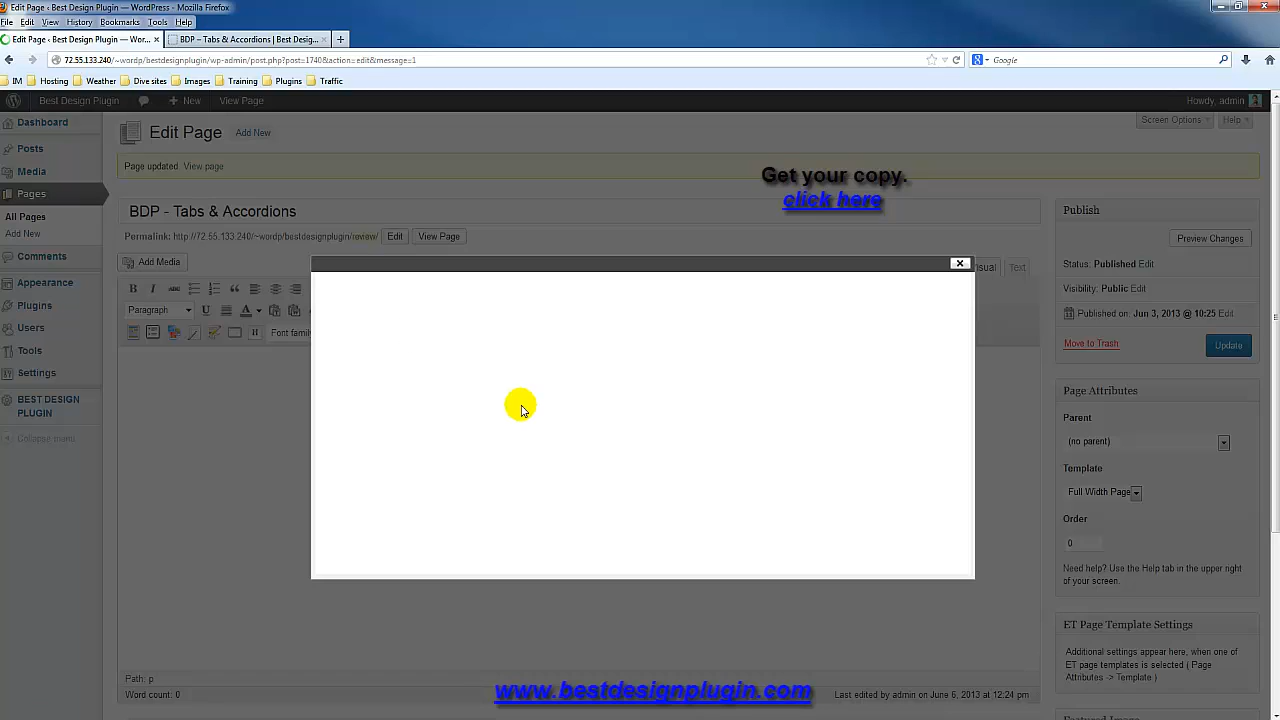 Edit Page ‹ Best Design Plugin — WordPress - Mozilla Firefox
File Edit View History Bookmarks Tools Help
Edit Page ‹ Best Design Plugin — Wor... × BDP – Tabs & Accordions | Best Desig... × +
72.55.133.240/~wordp/bestdesignplugin/wp-admin/post.php?post=1740&action=edit&message=1 Google
IM Hosting Weather Dive sites Images Training Plugins Traffic
Best Design Plugin + New View Page Howdy, admin
Dashboard
Posts
Media
Pages
All Pages
Add New
Comments
Appearance
Plugins
Users
Tools
Settings
BEST DESIGN
PLUGIN
Collapse menu
Edit Page Add New
Screen Options Help
Page updated. View page
Get your copy.
click here
BDP - Tabs & Accordions
Permalink: http://72.55.133.240/~wordp/bestdesignplugin/review/ Edit View Page
Add Media
sual Text
B I ABC
Paragraph U A
Font family
Path: p
Word count: 0
www.bestdesignplugin.com
Last edited by admin on June 6, 2013 at 12:24 pm
Publish
Preview Changes
Status: Published Edit
Visibility: Public Edit
Published on: Jun 3, 2013 @ 10:25 Edit
Move to Trash Update
Page Attributes
Parent
(no parent)
Template
Full Width Page
Order
0
Need help? Use the Help tab in the upper right
of your screen.
ET Page Template Settings
Additional settings appear here, when one of
ET page templates is selected ( Page
Attributes -> Template )
Featured Image